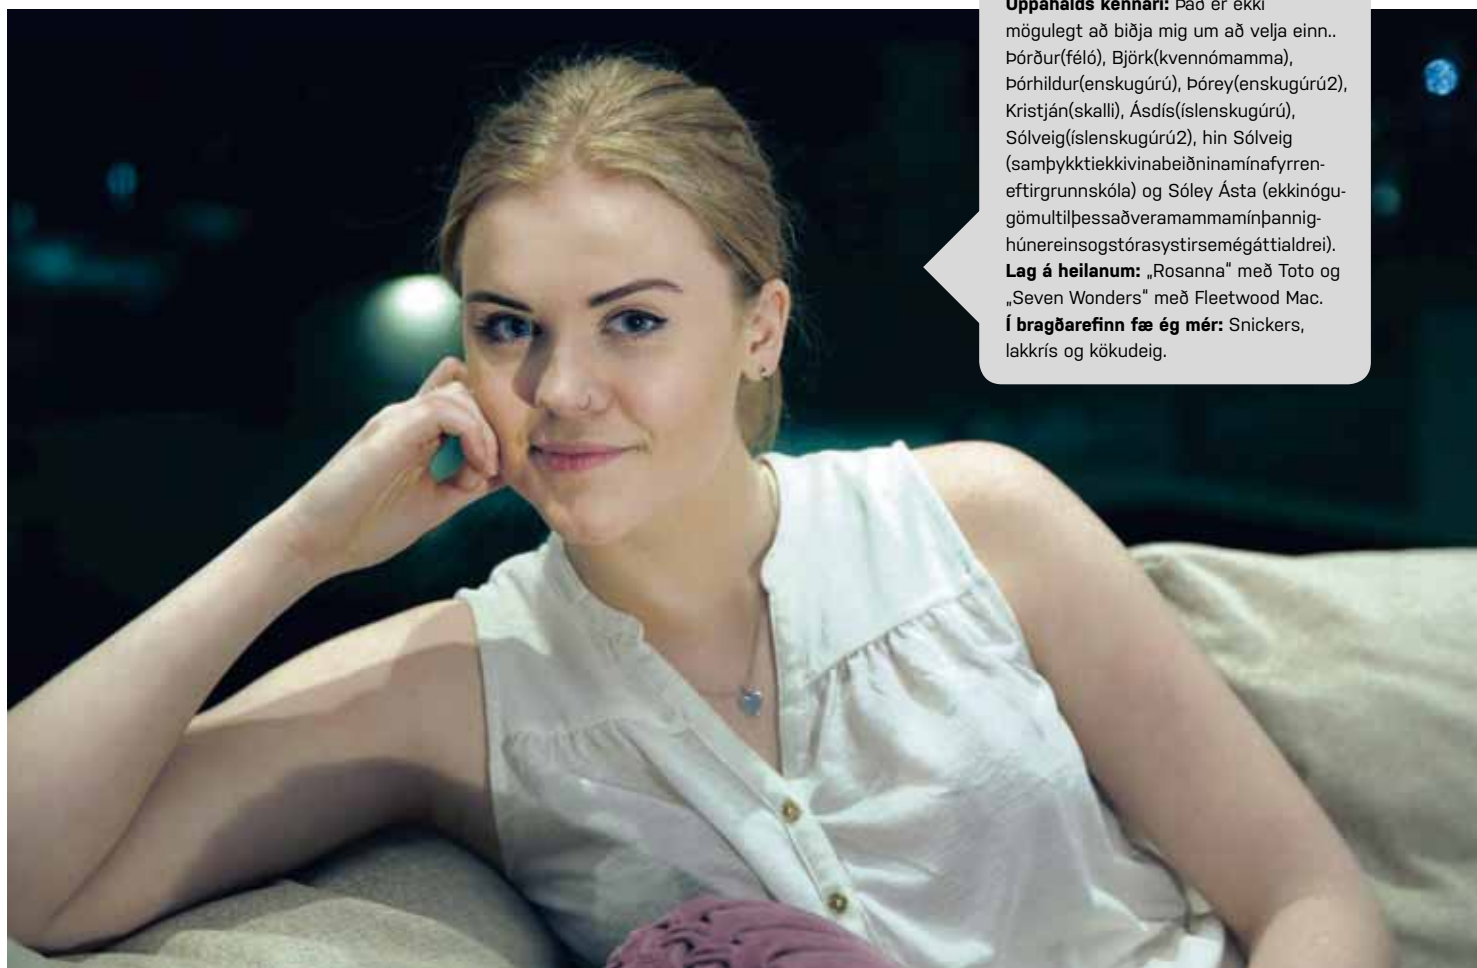 Uppáhalds kennari: Það er ekki
mögulegt að biðja mig um að velja einn..
Þórður(féló), Björk(kvennómamma),
Þórhildur(enskugúrú), Þórey(enskugúrú2),
Kristján(skalli), Ásdís(íslenskugúrú),
Sólveig(íslenskugúrú2), hin Sólveig
(samþykktiekkivinabeiðninamínafyrren-
eftirgrunnskóla) og Sóley Ásta (ekkinógu-
gömultilþessaðveramammamínþannig-
húnereinsogstórasystirsemégáttialdrei).
Lag á heilanum: „Rosanna“ með Toto og
„Seven Wonders“ með Fleetwood Mac.
Í bragðarefinn fæ ég mér: Snickers,
lakkrís og kökudeig.